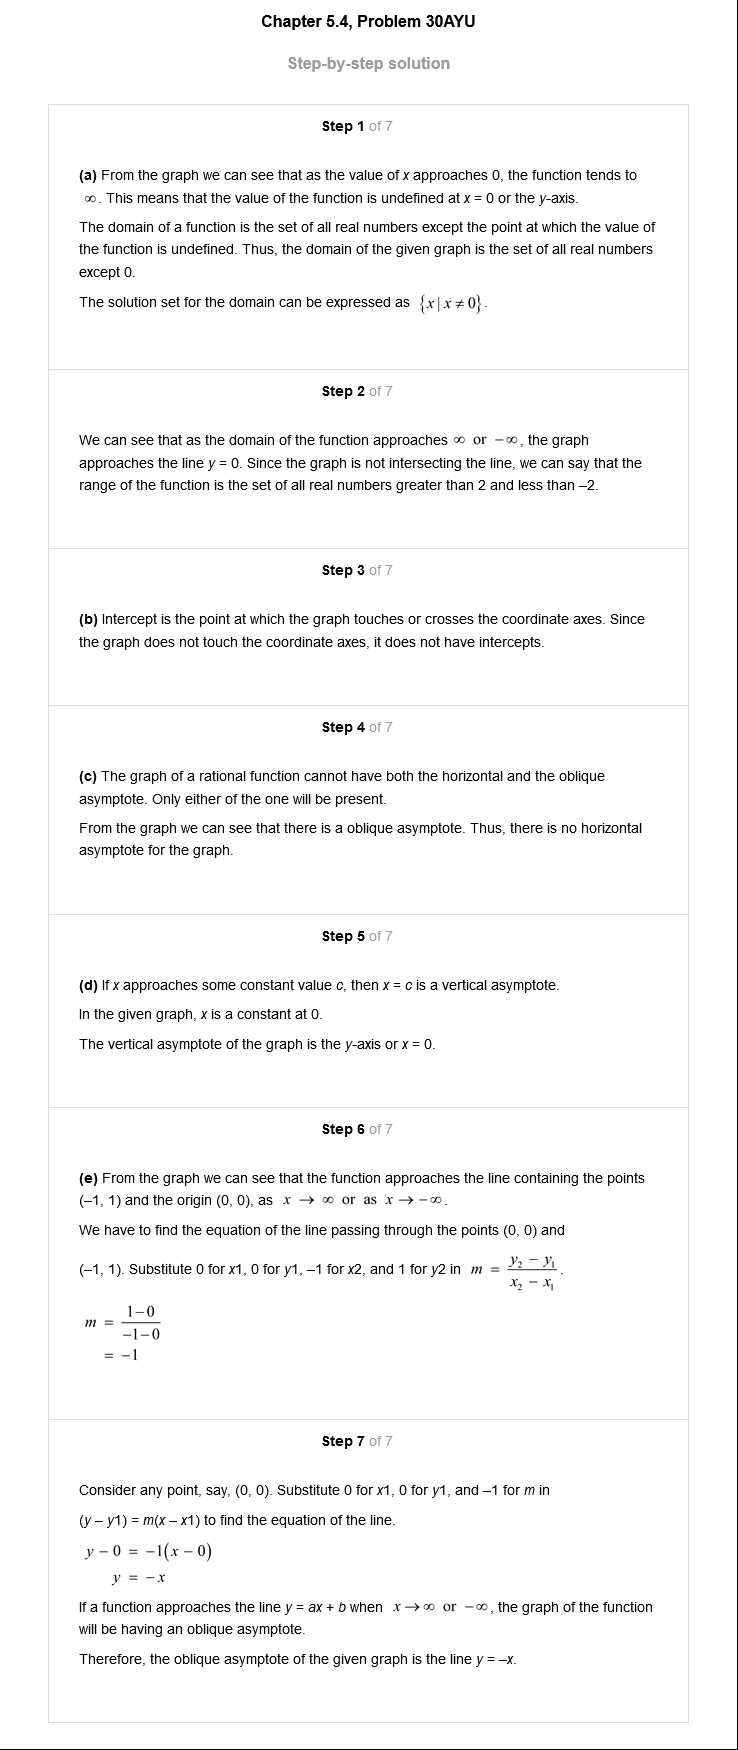 Chapter 5.4, Problem 30AYU
Step-by-step solution
Step 1 of 7
(a) From the graph we can see that as the value of x approaches 0, the function tends to
∞. This means that the value of the function is undefined at x = 0 or the y-axis.
The domain of a function is the set of all real numbers except the point at which the value of
the function is undefined. Thus, the domain of the given graph is the set of all real numbers
except 0.
The solution set for the domain can be expressed as {x | x ≠ 0}.
Step 2 of 7
We can see that as the domain of the function approaches ∞ or −∞, the graph
approaches the line y = 0. Since the graph is not intersecting the line, we can say that the
range of the function is the set of all real numbers greater than 2 and less than –2.
Step 3 of 7
(b) Intercept is the point at which the graph touches or crosses the coordinate axes. Since
the graph does not touch the coordinate axes, it does not have intercepts.
Step 4 of 7
(c) The graph of a rational function cannot have both the horizontal and the oblique
asymptote. Only either of the one will be present.
From the graph we can see that there is a oblique asymptote. Thus, there is no horizontal
asymptote for the graph.
Step 5 of 7
(d) If x approaches some constant value c, then x = c is a vertical asymptote.
In the given graph, x is a constant at 0.
The vertical asymptote of the graph is the y-axis or x = 0.
Step 6 of 7
(e) From the graph we can see that the function approaches the line containing the points
(–1, 1) and the origin (0, 0), as x → ∞ or as x → −∞.
We have to find the equation of the line passing through the points (0, 0) and
(–1, 1). Substitute 0 for x1, 0 for y1, –1 for x2, and 1 for y2 in m = (y₂ − y₁)/(x₂ − x₁).
m = (1−0)/(−1−0)
= −1
Step 7 of 7
Consider any point, say, (0, 0). Substitute 0 for x1, 0 for y1, and –1 for m in
(y – y1) = m(x – x1) to find the equation of the line.
y − 0 = −1(x − 0)
y = −x
If a function approaches the line y = ax + b when x → ∞ or −∞, the graph of the function
will be having an oblique asymptote.
Therefore, the oblique asymptote of the given graph is the line y = –x.